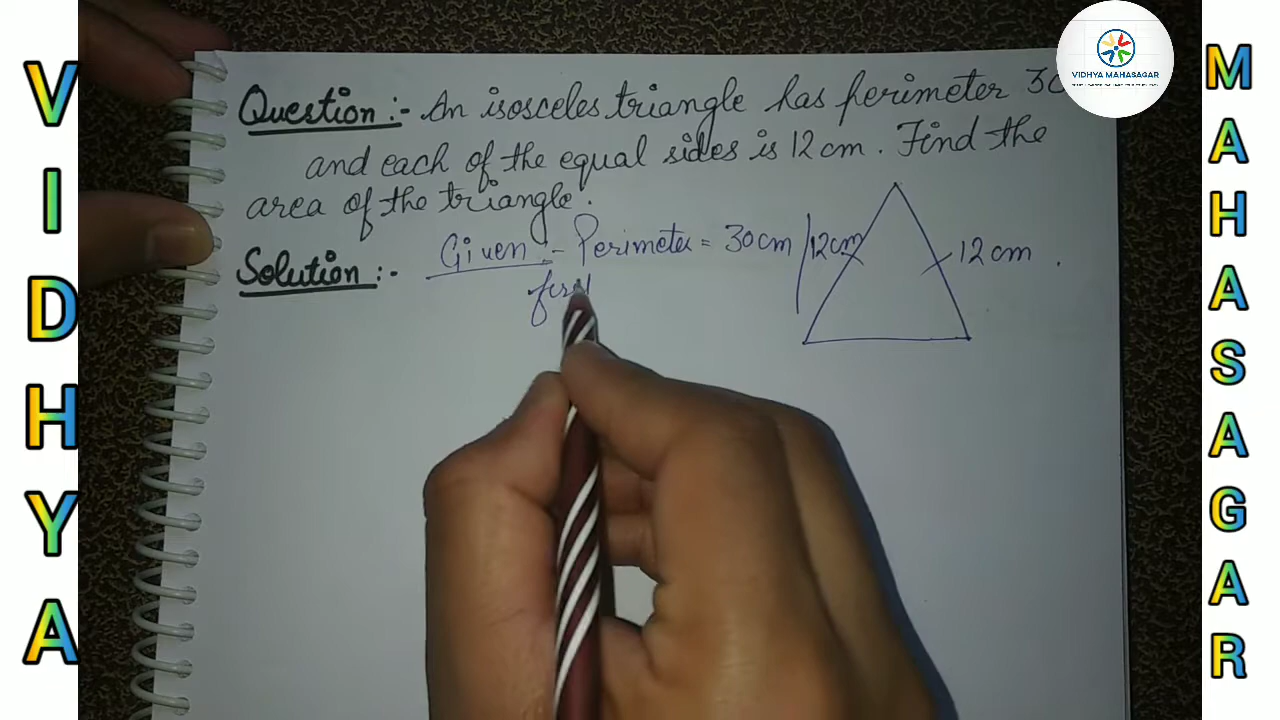 VIDHYA
MAHASAGAR
VIDHYA MAHASAGAR
Question :- An isosceles triangle has perimeter 30
and each of the equal sides is 12 cm. Find the
area of the triangle.
Solution :- Given :- Perimeter = 30 cm
12cm
12 cm